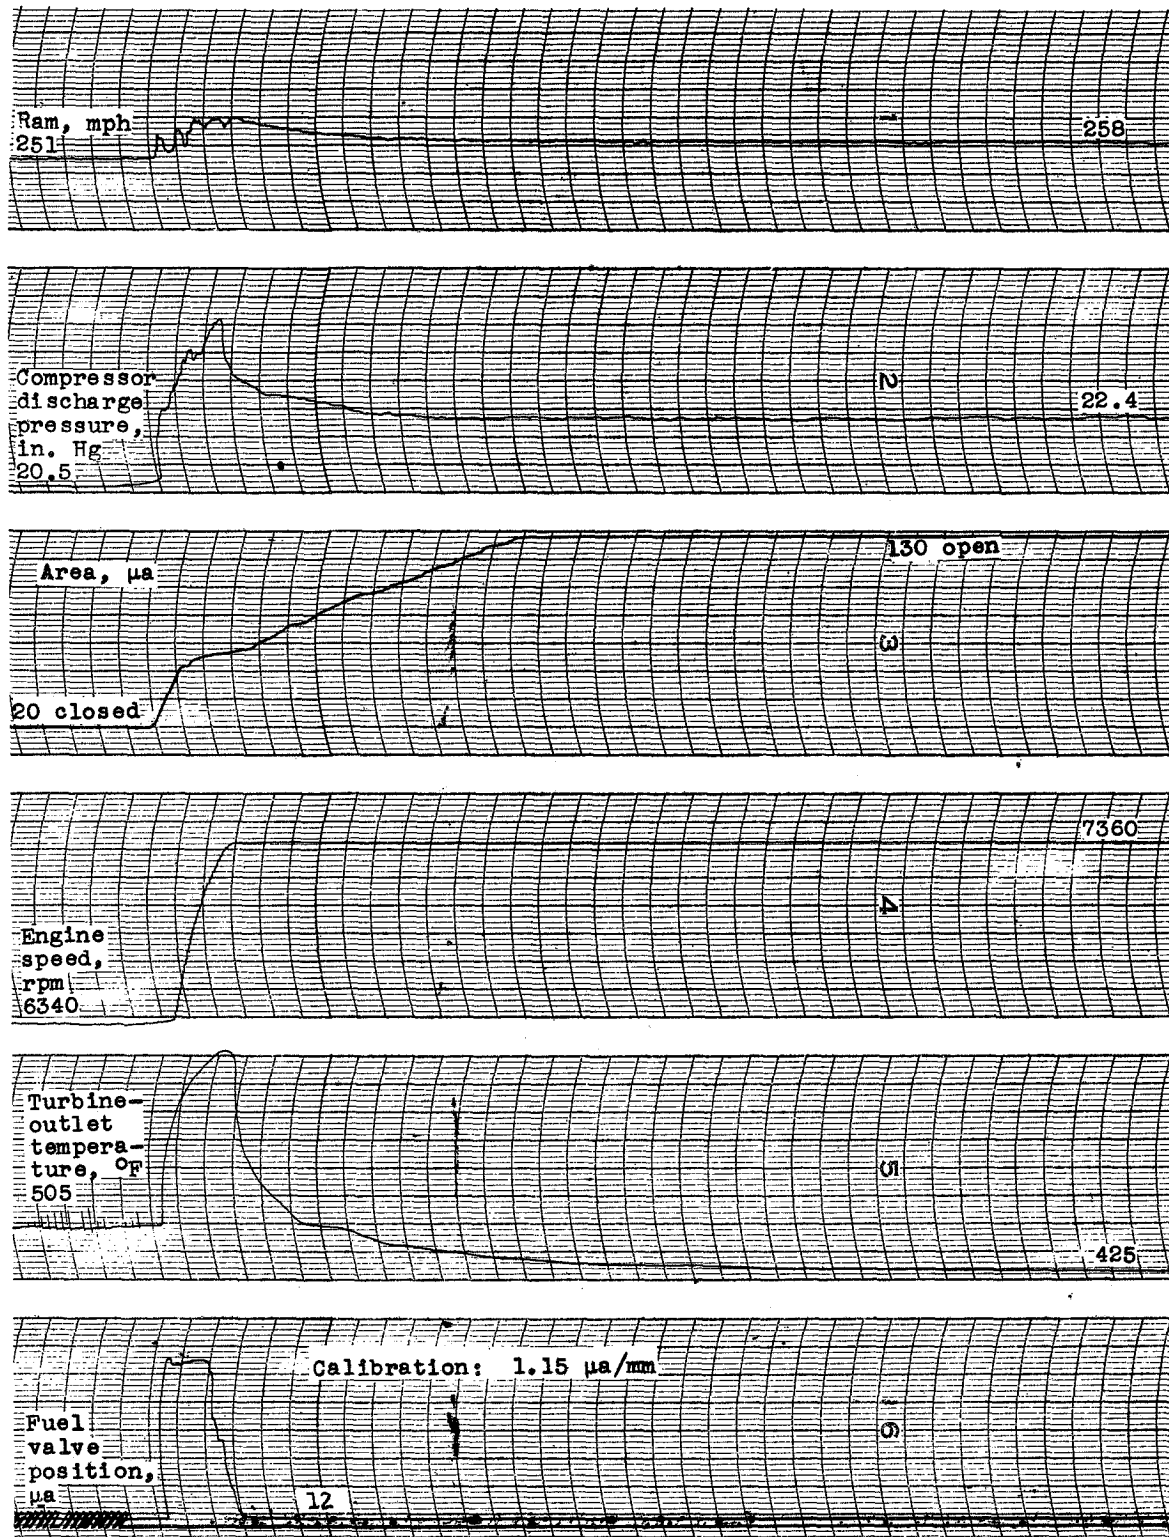 Ram, mph
251
258
1
Compressor
discharge
pressure,
in. Hg
20.5
22.4
2
Area, µa
20 closed
130 open
3
Engine
speed,
rpm
6340
7360
4
Turbine-
outlet
tempera-
ture, °F
505
425
5
Calibration: 1.15 µa/mm
Fuel
valve
position,
µa
12
6